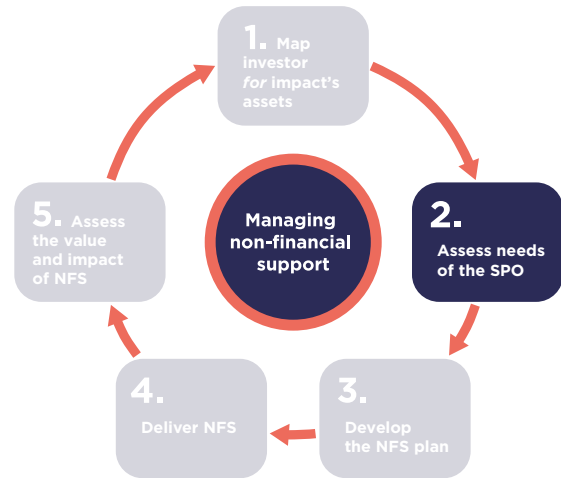 1. Map
investor
for impact's
assets
Managing
non-financial
support
2.
Assess needs
of the SPO
3.
Develop
the NFS plan
4.
Deliver NFS
5. Assess
the value
and impact
of NFS